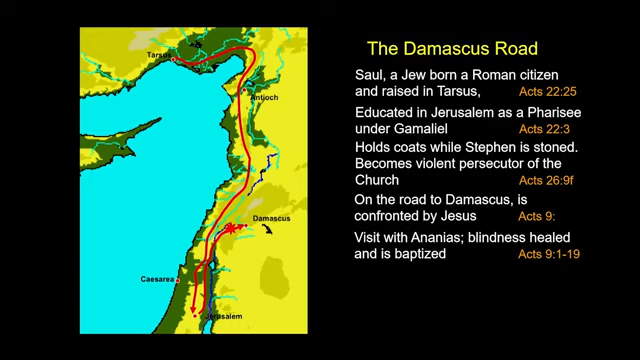 Tarsus
Antioch
Damascus
Caesarea
Jerusalem
The Damascus Road
Saul, a Jew born a Roman citizen
and raised in Tarsus, Acts 22:25
Educated in Jerusalem as a Pharisee
under Gamaliel Acts 22:3
Holds coats while Stephen is stoned.
Becomes violent persecutor of the
Church Acts 26:9f
On the road to Damascus, is
confronted by Jesus Acts 9:
Visit with Ananias; blindness healed
and is baptized Acts 9:1-19